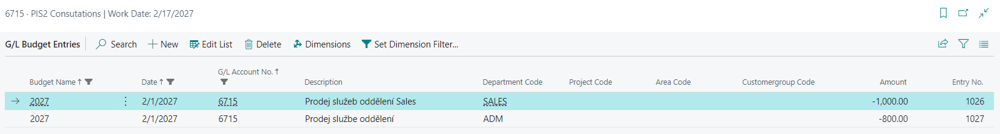 6715 · PIS2 Consutations | Work Date: 2/17/2027
G/L Budget Entries Search New Edit List Delete Dimensions Set Dimension Filter...
Budget Name Date G/L Account No. Description Department Code Project Code Area Code Customergroup Code Amount Entry No.
2027 2/1/2027 6715 Prodej služeb oddělení Sales SALES -1,000.00 1026
2027 2/1/2027 6715 Prodej službe oddělení ADM -800.00 1027